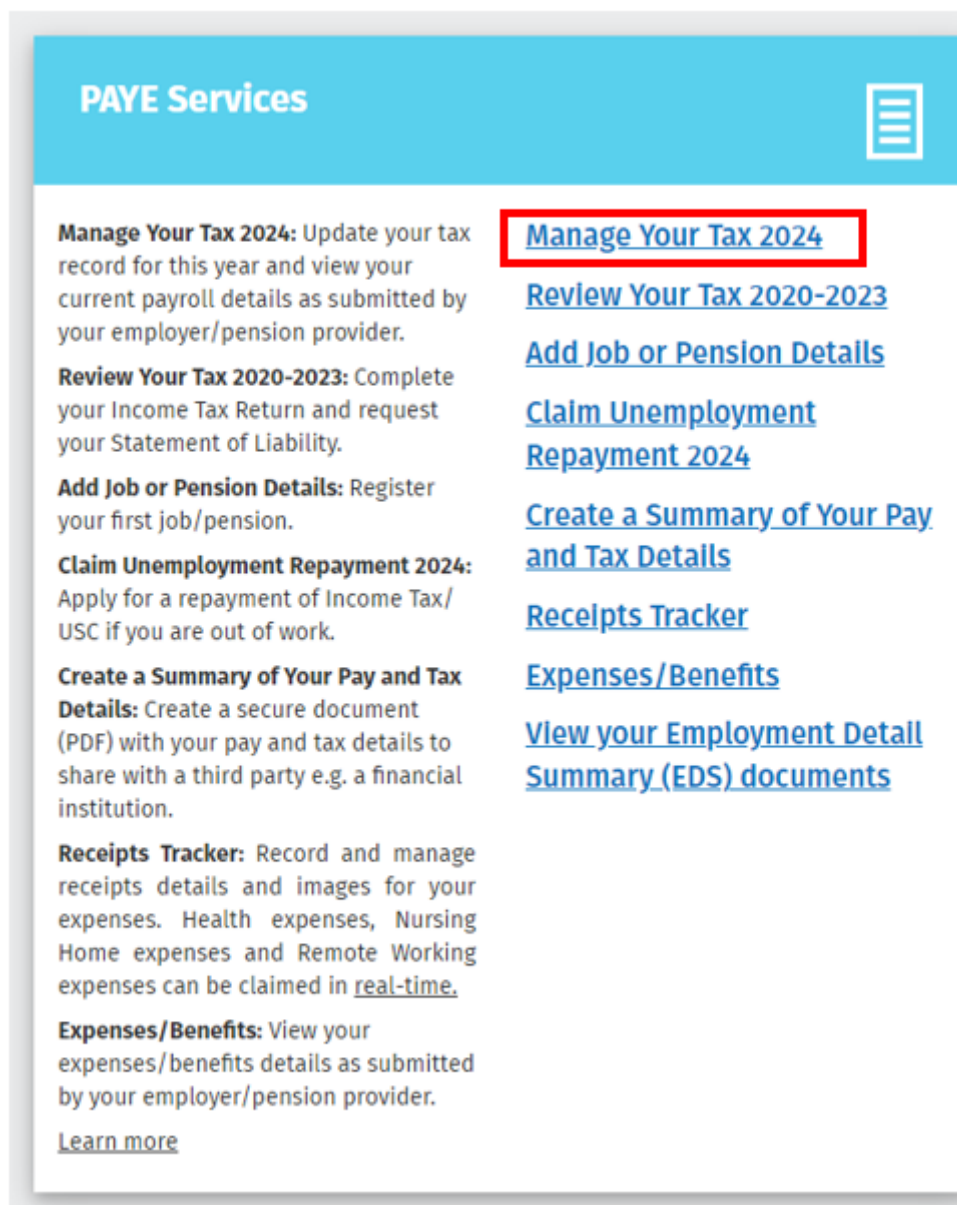 PAYE Services
Manage Your Tax 2024: Update your tax
record for this year and view your
current payroll details as submitted by
your employer/pension provider.
Review Your Tax 2020-2023: Complete
your Income Tax Return and request
your Statement of Liability.
Add Job or Pension Details: Register
your first job/pension.
Claim Unemployment Repayment 2024:
Apply for a repayment of Income Tax/
USC if you are out of work.
Create a Summary of Your Pay and Tax
Details: Create a secure document
(PDF) with your pay and tax details to
share with a third party e.g. a financial
institution.
Receipts Tracker: Record and manage
receipts details and images for your
expenses. Health expenses, Nursing
Home expenses and Remote Working
expenses can be claimed in real-time.
Expenses/Benefits: View your
expenses/benefits details as submitted
by your employer/pension provider.
Learn more
Manage Your Tax 2024
Review Your Tax 2020-2023
Add Job or Pension Details
Claim Unemployment
Repayment 2024
Create a Summary of Your Pay
and Tax Details
Receipts Tracker
Expenses/Benefits
View your Employment Detail
Summary (EDS) documents